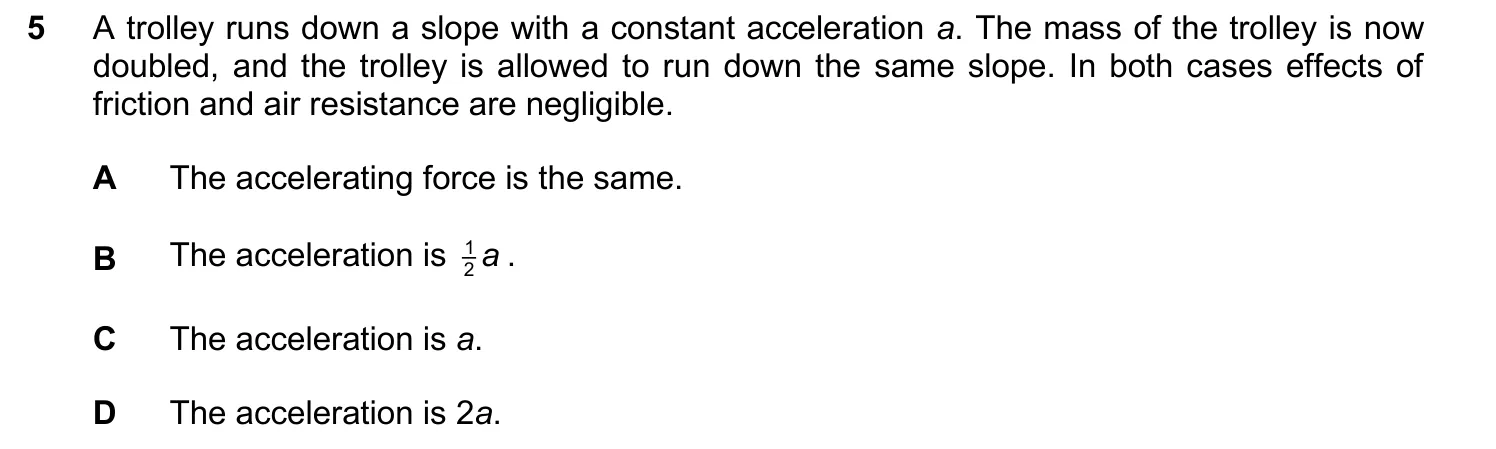 5 A trolley runs down a slope with a constant acceleration a. The mass of the trolley is now
doubled, and the trolley is allowed to run down the same slope. In both cases effects of
friction and air resistance are negligible.
A The accelerating force is the same.
B The acceleration is ½a.
C The acceleration is a.
D The acceleration is 2a.